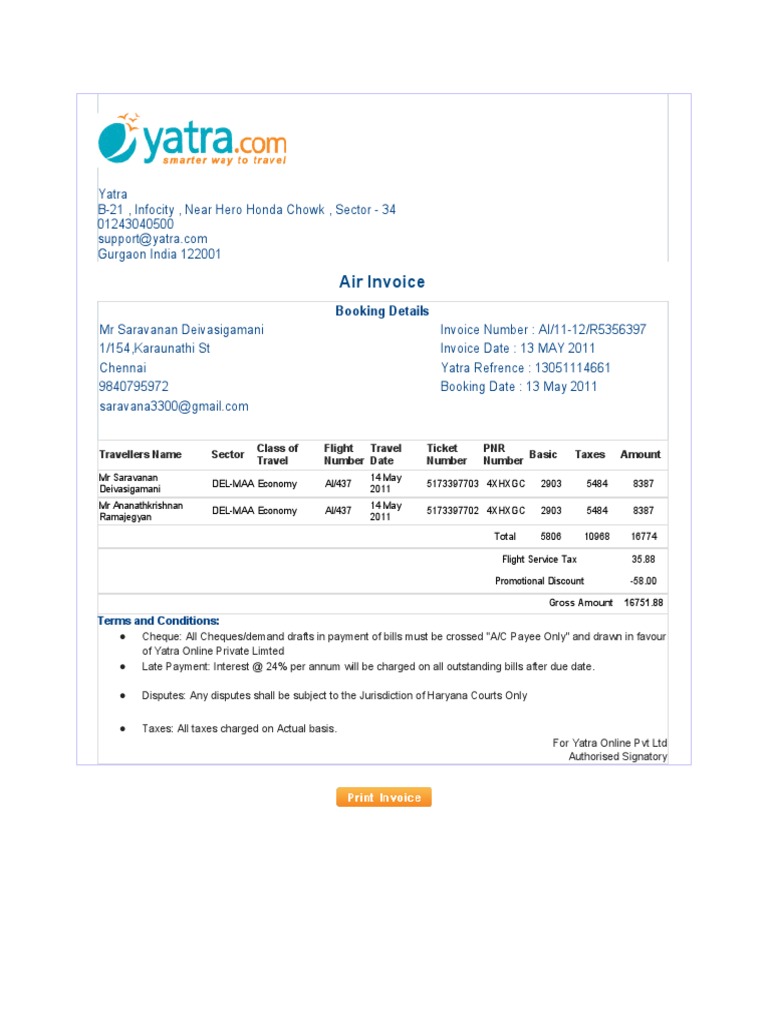 yatra.com
smarter way to travel
Yatra
B-21 , Infocity , Near Hero Honda Chowk , Sector - 34
01243040500
support@yatra.com
Gurgaon India 122001
Air Invoice
Booking Details
Mr Saravanan Deivasigamani Invoice Number : AI/11-12/R5356397
1/154,Karaunathi St Invoice Date : 13 MAY 2011
Chennai Yatra Refrence : 13051114661
9840795972 Booking Date : 13 May 2011
saravana3300@gmail.com
Travellers Name Sector Class of Travel Flight Number Travel Date Ticket Number PNR Number Basic Taxes Amount
Mr Saravanan Deivasigamani DEL-MAA Economy AI/437 14 May 2011 5173397703 4XHXGC 2903 5484 8387
Mr Ananathkrishnan Ramajegyan DEL-MAA Economy AI/437 14 May 2011 5173397702 4XHXGC 2903 5484 8387
Total 5806 10968 16774
Flight Service Tax 35.88
Promotional Discount -58.00
Gross Amount 16751.88
Terms and Conditions:
● Cheque: All Cheques/demand drafts in payment of bills must be crossed "A/C Payee Only" and drawn in favour
of Yatra Online Private Limted
● Late Payment: Interest @ 24% per annum will be charged on all outstanding bills after due date.
● Disputes: Any disputes shall be subject to the Jurisdiction of Haryana Courts Only
● Taxes: All taxes charged on Actual basis.
For Yatra Online Pvt Ltd
Authorised Signatory
Print Invoice